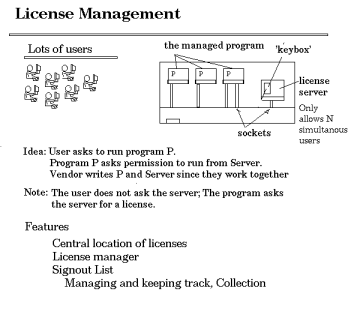 License Management
Lots of users
the managed program
'keybox'
P
P
P
license
server
Only
allows N
simultanous
users
sockets
Idea: User asks to run program P.
Program P asks permission to run from Server.
Vendor writes P and Server since they work together
Note: The user does not ask the server; The program asks
the server for a license.
Features
Central location of licenses
License manager
Signout List
Managing and keeping track, Collection